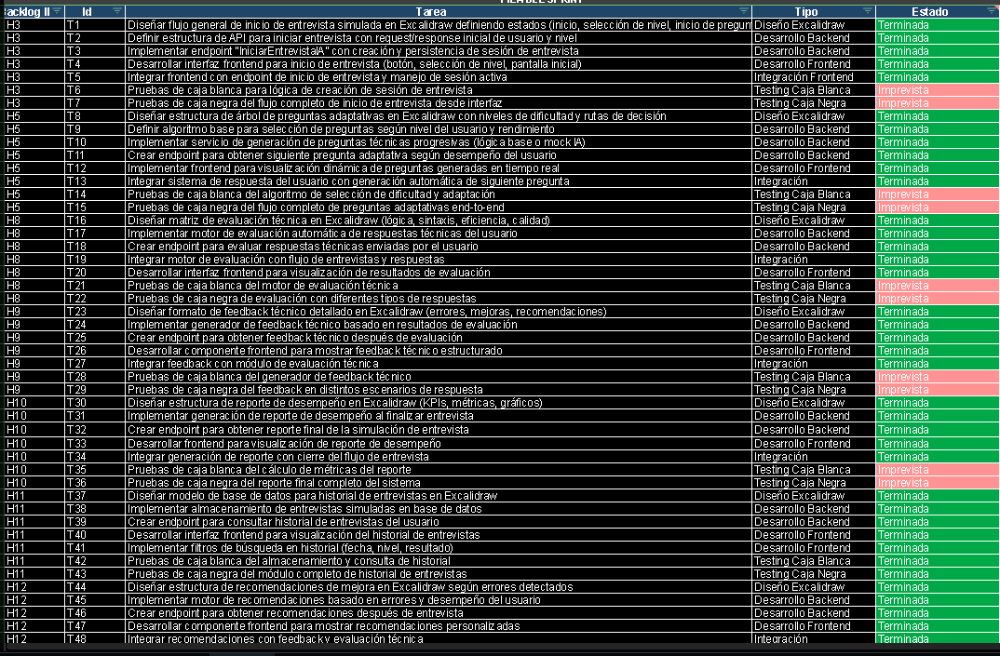 PILA DEL SPRINT
Backlog II Id Tarea Tipo Estado
H3 T1 Diseñar flujo general de inicio de entrevista simulada en Excalidraw definiendo estados (inicio, selección de nivel, inicio de pregun Diseño Excalidraw Terminada
H3 T2 Definir estructura de API para iniciar entrevista con request/response inicial de usuario y nivel Desarrollo Backend Terminada
H3 T3 Implementar endpoint "IniciarEntrevistaIA" con creación y persistencia de sesión de entrevista Desarrollo Backend Terminada
H3 T4 Desarrollar interfaz frontend para inicio de entrevista (botón, selección de nivel, pantalla inicial) Desarrollo Frontend Terminada
H3 T5 Integrar frontend con endpoint de inicio de entrevista y manejo de sesión activa Integración Frontend Terminada
H3 T6 Pruebas de caja blanca para lógica de creación de sesión de entrevista Testing Caja Blanca Imprevista
H3 T7 Pruebas de caja negra del flujo completo de inicio de entrevista desde interfaz Testing Caja Negra Imprevista
H5 T8 Diseñar estructura de árbol de preguntas adaptativas en Excalidraw con niveles de dificultad y rutas de decisión Diseño Excalidraw Terminada
H5 T9 Definir algoritmo base para selección de preguntas según nivel del usuario y rendimiento Desarrollo Backend Terminada
H5 T10 Implementar servicio de generación de preguntas técnicas progresivas (lógica base o mock IA) Desarrollo Backend Terminada
H5 T11 Crear endpoint para obtener siguiente pregunta adaptativa según desempeño del usuario Desarrollo Backend Terminada
H5 T12 Implementar frontend para visualización dinámica de preguntas generadas en tiempo real Desarrollo Frontend Terminada
H5 T13 Integrar sistema de respuesta del usuario con generación automática de siguiente pregunta Integración Terminada
H5 T14 Pruebas de caja blanca del algoritmo de selección de dificultad y adaptación Testing Caja Blanca Imprevista
H5 T15 Pruebas de caja negra del flujo completo de preguntas adaptativas end-to-end Testing Caja Negra Imprevista
H8 T16 Diseñar matriz de evaluación técnica en Excalidraw (lógica, sintaxis, eficiencia, calidad) Diseño Excalidraw Terminada
H8 T17 Implementar motor de evaluación automática de respuestas técnicas del usuario Desarrollo Backend Terminada
H8 T18 Crear endpoint para evaluar respuestas técnicas enviadas por el usuario Desarrollo Backend Terminada
H8 T19 Integrar motor de evaluación con flujo de entrevistas y respuestas Integración Terminada
H8 T20 Desarrollar interfaz frontend para visualización de resultados de evaluación Desarrollo Frontend Terminada
H8 T21 Pruebas de caja blanca del motor de evaluación técnica Testing Caja Blanca Imprevista
H8 T22 Pruebas de caja negra de evaluación con diferentes tipos de respuestas Testing Caja Negra Imprevista
H9 T23 Diseñar formato de feedback técnico detallado en Excalidraw (errores, mejoras, recomendaciones) Diseño Excalidraw Terminada
H9 T24 Implementar generador de feedback técnico basado en resultados de evaluación Desarrollo Backend Terminada
H9 T25 Crear endpoint para obtener feedback técnico después de evaluación Desarrollo Backend Terminada
H9 T26 Desarrollar componente frontend para mostrar feedback técnico estructurado Desarrollo Frontend Terminada
H9 T27 Integrar feedback con módulo de evaluación técnica Integración Terminada
H9 T28 Pruebas de caja blanca del generador de feedback técnico Testing Caja Blanca Imprevista
H9 T29 Pruebas de caja negra del feedback en distintos escenarios de respuesta Testing Caja Negra Imprevista
H10 T30 Diseñar estructura de reporte de desempeño en Excalidraw (KPIs, métricas, gráficos) Diseño Excalidraw Terminada
H10 T31 Implementar generación de reporte de desempeño al finalizar entrevista Desarrollo Backend Terminada
H10 T32 Crear endpoint para obtener reporte final de la simulación de entrevista Desarrollo Backend Terminada
H10 T33 Desarrollar frontend para visualización de reporte de desempeño Desarrollo Frontend Terminada
H10 T34 Integrar generación de reporte con cierre del flujo de entrevista Integración Terminada
H10 T35 Pruebas de caja blanca del cálculo de métricas del reporte Testing Caja Blanca Imprevista
H10 T36 Pruebas de caja negra del reporte final completo del sistema Testing Caja Negra Imprevista
H11 T37 Diseñar modelo de base de datos para historial de entrevistas en Excalidraw Diseño Excalidraw Terminada
H11 T38 Implementar almacenamiento de entrevistas simuladas en base de datos Desarrollo Backend Terminada
H11 T39 Crear endpoint para consultar historial de entrevistas del usuario Desarrollo Backend Terminada
H11 T40 Desarrollar interfaz frontend para visualización del historial de entrevistas Desarrollo Frontend Terminada
H11 T41 Implementar filtros de búsqueda en historial (fecha, nivel, resultado) Desarrollo Frontend Terminada
H11 T42 Pruebas de caja blanca del almacenamiento y consulta de historial Testing Caja Blanca Terminada
H11 T43 Pruebas de caja negra del módulo completo de historial de entrevistas Testing Caja Negra Terminada
H12 T44 Diseñar estructura de recomendaciones de mejora en Excalidraw según errores detectados Diseño Excalidraw Terminada
H12 T45 Implementar motor de recomendaciones basado en errores y desempeño del usuario Desarrollo Backend Terminada
H12 T46 Crear endpoint para obtener recomendaciones después de entrevista Desarrollo Backend Terminada
H12 T47 Desarrollar componente frontend para mostrar recomendaciones personalizadas Desarrollo Frontend Terminada
H12 T48 Integrar recomendaciones con feedback y evaluación técnica Integración Terminada